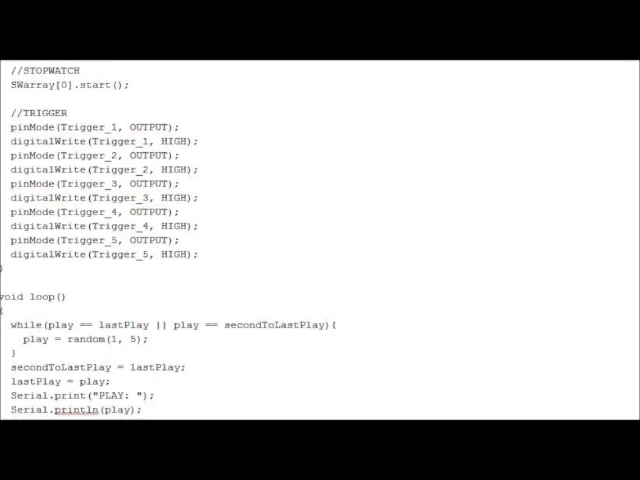 //STOPWATCH
SWarray[0].start();
//TRIGGER
pinMode(Trigger_1, OUTPUT);
digitalWrite(Trigger_1, HIGH);
pinMode(Trigger_2, OUTPUT);
digitalWrite(Trigger_2, HIGH);
pinMode(Trigger_3, OUTPUT);
digitalWrite(Trigger_3, HIGH);
pinMode(Trigger_4, OUTPUT);
digitalWrite(Trigger_4, HIGH);
pinMode(Trigger_5, OUTPUT);
digitalWrite(Trigger_5, HIGH);
}
void loop()
{
while(play == lastPlay || play == secondToLastPlay){
play = random(1, 5);
}
secondToLastPlay = lastPlay;
lastPlay = play;
Serial.print("PLAY: ");
Serial.println(play);